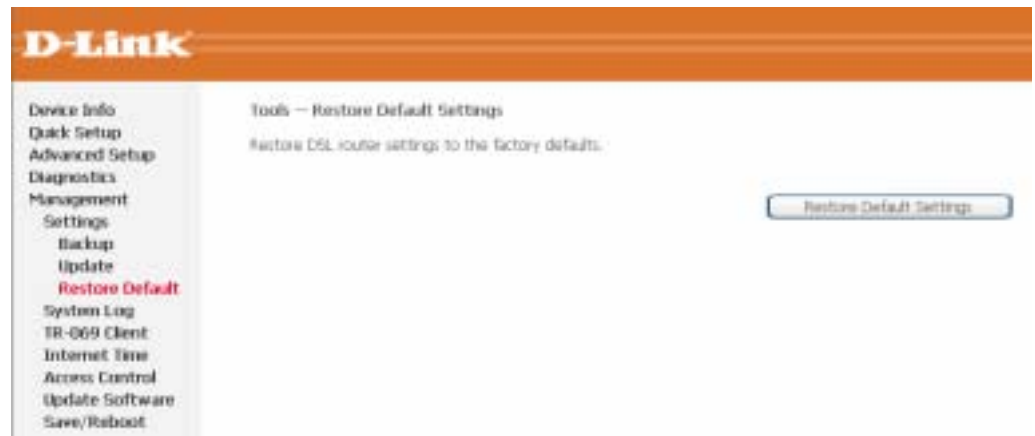 D-Link
Device Info
Quick Setup
Advanced Setup
Diagnostics
Management
Settings
Backup
Update
Restore Default
System Log
TR-069 Client
Internet Time
Access Control
Update Software
Save/Reboot
Tools -- Restore Default Settings
Restore DSL router settings to the factory defaults.
Restore Default Settings